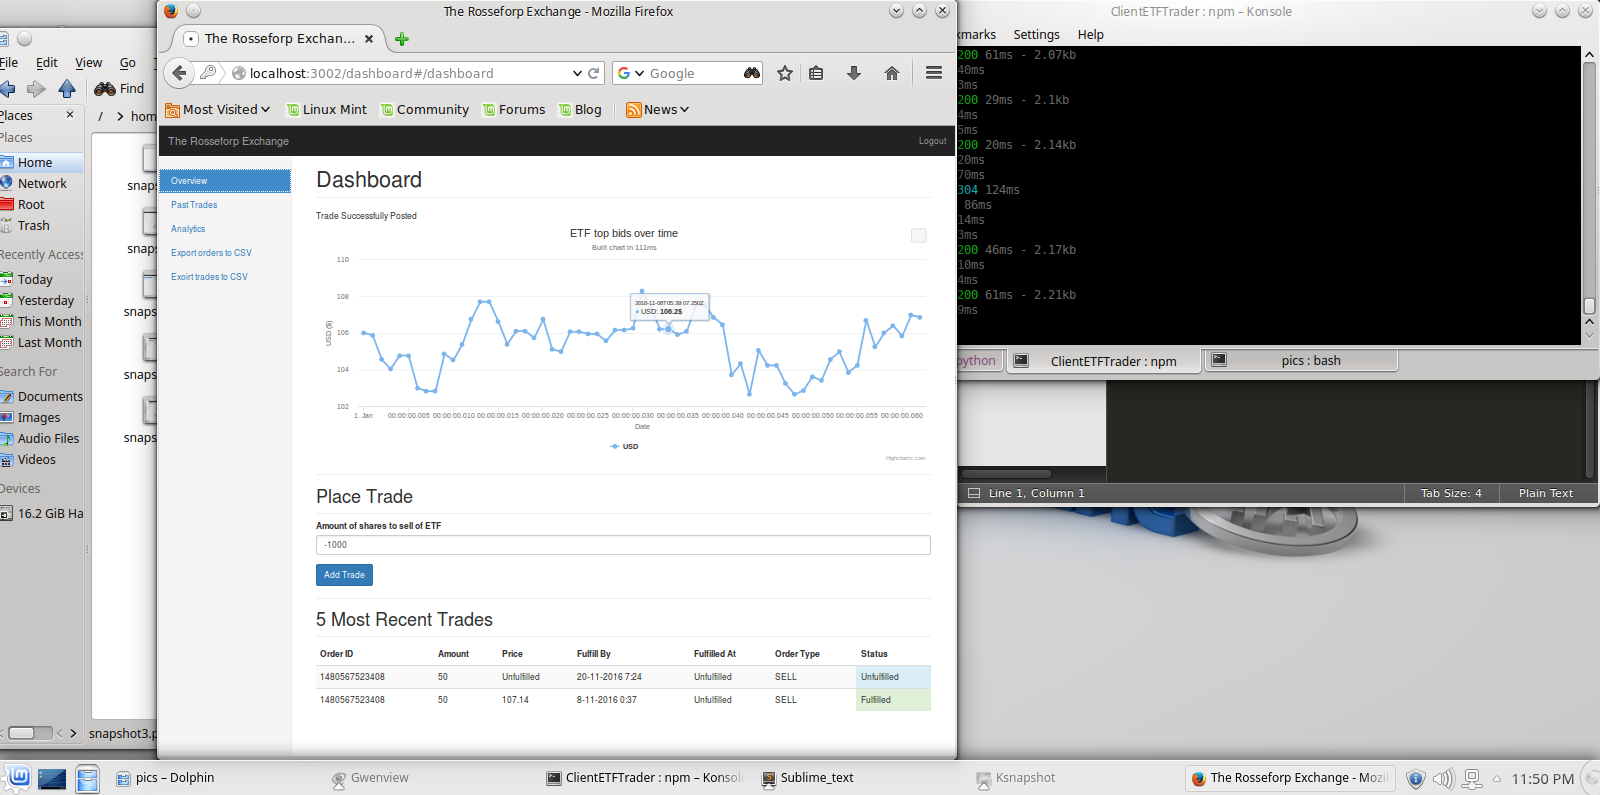 The Rosseforp Exchange - Mozilla Firefox
ClientETFTrader : npm – Konsole
The Rosseforp Exchan...
File Edit View Go
Find
Places
/ > hom
Places
Home
Network
Root
Trash
Recently Access
Today
Yesterday
This Month
Last Month
Search For
Documents
Images
Audio Files
Videos
Devices
16.2 GiB Ha
snaps
snaps
snaps
snaps
snaps
snapshot3.p
localhost:3002/dashboard#/dashboard
Google
Most Visited Linux Mint Community Forums Blog News
The Rosseforp Exchange Logout
Overview
Past Trades
Analytics
Export orders to CSV
Exoirt trades to CSV
Dashboard
Trade Successfully Posted
ETF top bids over time
Built chart in 111ms
110
108
106
104
102
USD ($)
2016-11-08T05:39:07.250Z
USD: 106.2$
1. Jan 00:00:00.005 00:00:00.010 00:00:00.015 00:00:00.020 00:00:00.025 00:00:00.030 00:00:00.035 00:00:00.040 00:00:00.045 00:00:00.050 00:00:00.055 00:00:00.060
Date
USD
Highcharts.com
Place Trade
Amount of shares to sell of ETF
-1000
Add Trade
5 Most Recent Trades
Order ID Amount Price Fulfill By Fulfilled At Order Type Status
1480567523408 50 Unfulfilled 20-11-2016 7:24 Unfulfilled SELL Unfulfilled
1480567523408 50 107.14 8-11-2016 0:37 Unfulfilled SELL Fulfilled
kmarks Settings Help
200 61ms - 2.07kb
40ms
3ms
200 29ms - 2.1kb
4ms
5ms
200 20ms - 2.14kb
20ms
70ms
304 124ms
86ms
14ms
3ms
200 46ms - 2.17kb
10ms
4ms
200 61ms - 2.21kb
9ms
python ClientETFTrader : npm pics : bash
Line 1, Column 1 Tab Size: 4 Plain Text
pics – Dolphin Gwenview ClientETFTrader : npm – Konsol Sublime_text Ksnapshot The Rosseforp Exchange - Mozil 11:50 PM